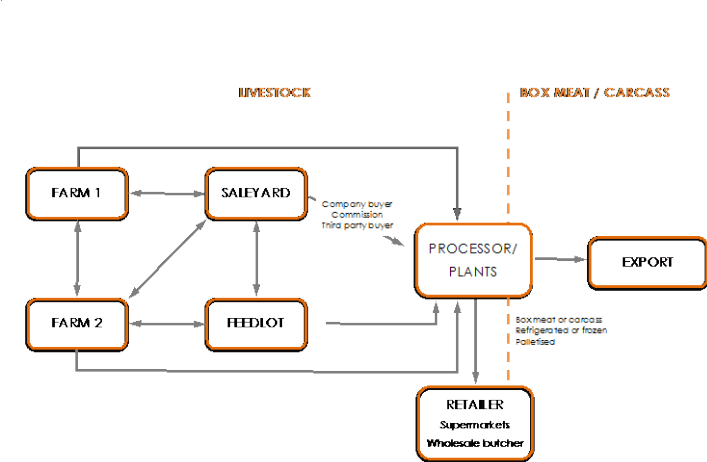 LIVESTOCK
BOX MEAT / CARCASS
FARM 1
SALEYARD
Company buyer
Commission
Third party buyer
PROCESSOR/
PLANTS
EXPORT
FARM 2
FEEDLOT
Box meat or carcass
Refrigerated or frozen
Palletised
RETAILER
Supermarkets
Wholesale butcher